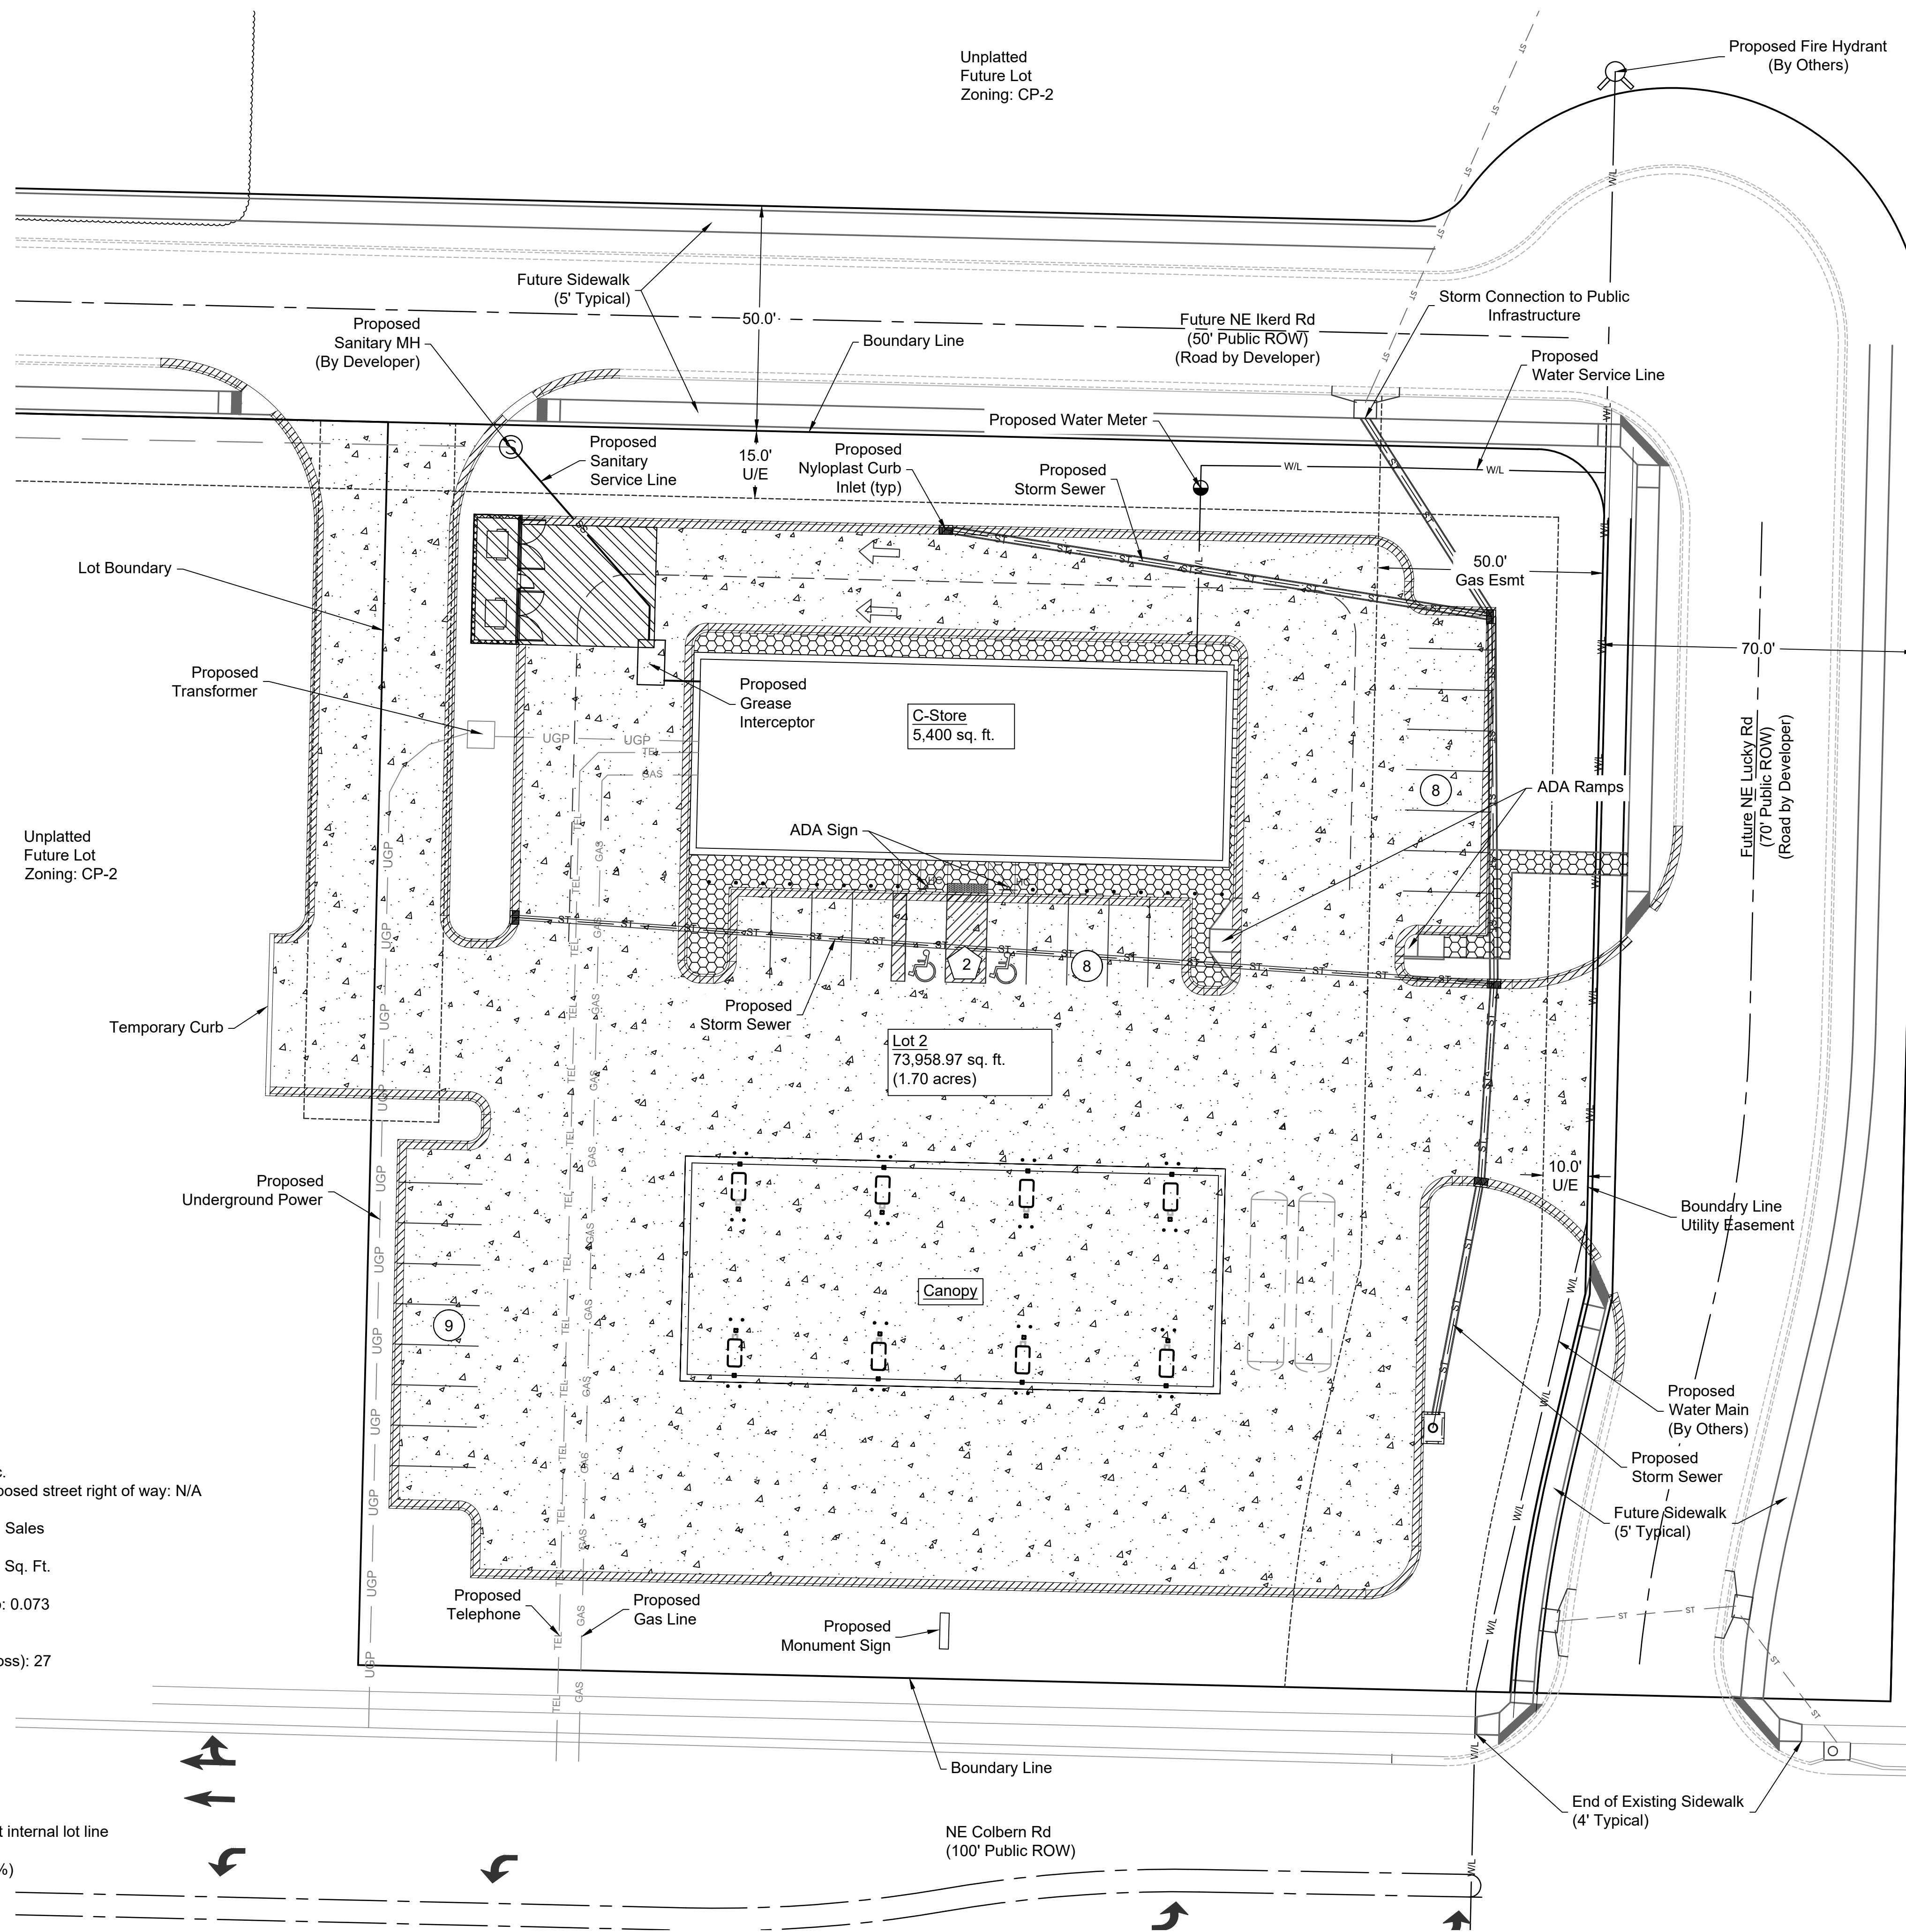 Unplatted
Future Lot
Zoning: CP-2
Proposed Fire Hydrant
(By Others)
Future Sidewalk
(5' Typical)
50.0'
Proposed
Sanitary MH
(By Developer)
Boundary Line
Future NE Ikerd Rd
(50' Public ROW)
(Road by Developer)
Storm Connection to Public
Infrastructure
Proposed
Water Service Line
Proposed Water Meter
S
Proposed
Sanitary
Service Line
15.0'
U/E
Proposed
Nyloplast Curb
Inlet (typ)
Proposed
Storm Sewer
W/L
W/L
ST
Lot Boundary
50.0'
Gas Esmt
70.0'
Proposed
Transformer
Proposed
Grease
Interceptor
C-Store
5,400 sq. ft.
UGP
UGP
TEL
GAS
Future NE Lucky Rd
(70' Public ROW)
(Road by Developer)
8
ADA Ramps
ADA Sign
HC
HC
Unplatted
Future Lot
Zoning: CP-2
2
8
Proposed
Storm Sewer
Temporary Curb
Lot 2
73,958.97 sq. ft.
(1.70 acres)
Proposed
Underground Power
10.0'
U/E
Boundary Line
Utility Easement
Canopy
9
Proposed
Water Main
(By Others)
Proposed
Storm Sewer
Future Sidewalk
(5' Typical)
c.
posed street right of way: N/A
Sales
Sq. Ft.
o: 0.073
oss): 27
Proposed
Telephone
Proposed
Gas Line
Proposed
Monument Sign
Boundary Line
End of Existing Sidewalk
(4' Typical)
t internal lot line
%)
NE Colbern Rd
(100' Public ROW)